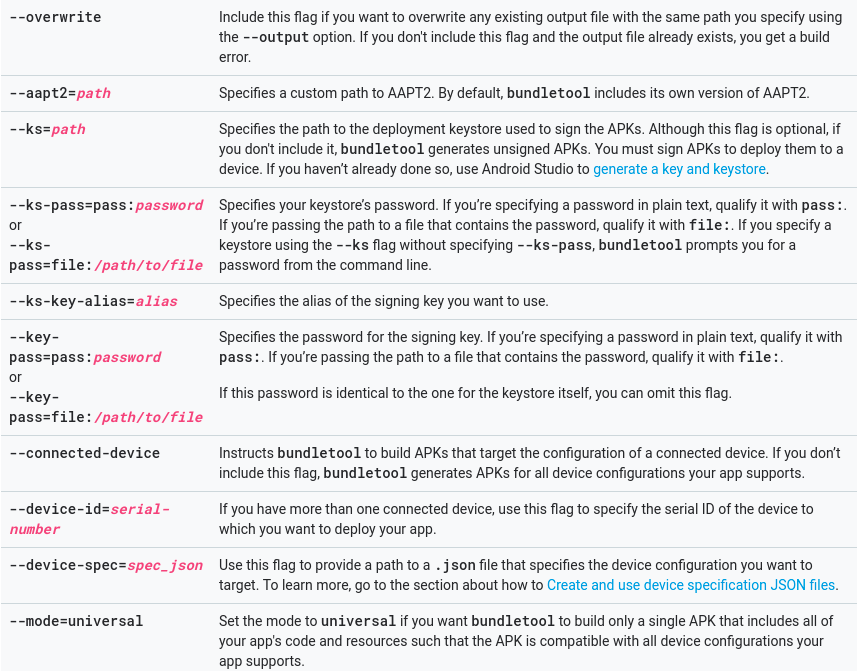 --overwrite
Include this flag if you want to overwrite any existing output file with the same path you specify using
the --output option. If you don't include this flag and the output file already exists, you get a build
error.
--aapt2=path
Specifies a custom path to AAPT2. By default, bundletool includes its own version of AAPT2.
--ks=path
Specifies the path to the deployment keystore used to sign the APKs. Although this flag is optional, if
you don't include it, bundletool generates unsigned APKs. You must sign APKs to deploy them to a
device. If you haven’t already done so, use Android Studio to generate a key and keystore.
--ks-pass=pass:password
or
--ks-
pass=file:/path/to/file
Specifies your keystore’s password. If you’re specifying a password in plain text, qualify it with pass:.
If you’re passing the path to a file that contains the password, qualify it with file:. If you specify a
keystore using the --ks flag without specifying --ks-pass, bundletool prompts you for a
password from the command line.
--ks-key-alias=alias
Specifies the alias of the signing key you want to use.
--key-
pass=pass:password
or
--key-
pass=file:/path/to/file
Specifies the password for the signing key. If you’re specifying a password in plain text, qualify it with
pass:. If you’re passing the path to a file that contains the password, qualify it with file:.
If this password is identical to the one for the keystore itself, you can omit this flag.
--connected-device
Instructs bundletool to build APKs that target the configuration of a connected device. If you don’t
include this flag, bundletool generates APKs for all device configurations your app supports.
--device-id=serial-
number
If you have more than one connected device, use this flag to specify the serial ID of the device to
which you want to deploy your app.
--device-spec=spec_json
Use this flag to provide a path to a .json file that specifies the device configuration you want to
target. To learn more, go to the section about how to Create and use device specification JSON files.
--mode=universal
Set the mode to universal if you want bundletool to build only a single APK that includes all of
your app's code and resources such that the APK is compatible with all device configurations your
app supports.